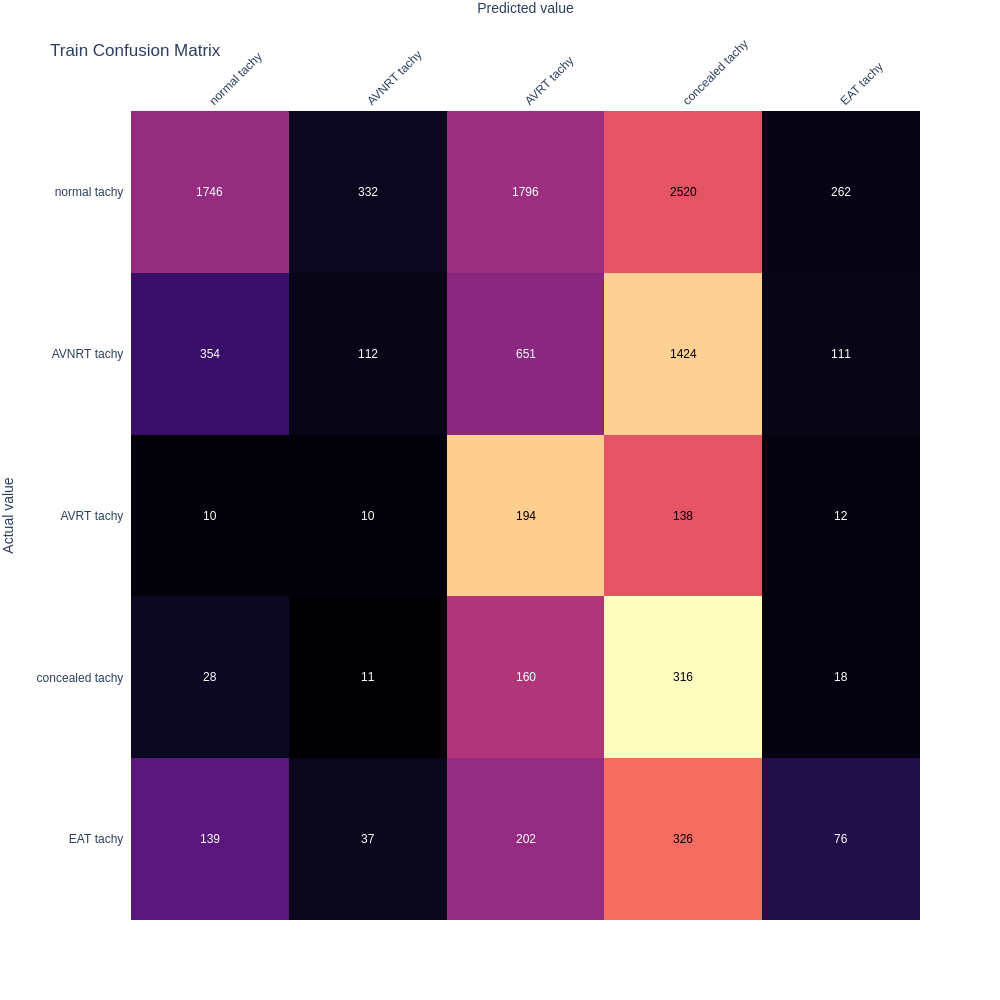 Predicted value
Train Confusion Matrix
normal tachy
AVNRT tachy
AVRT tachy
concealed tachy
EAT tachy
normal tachy 1746 332 1796 2520 262
AVNRT tachy 354 112 651 1424 111
AVRT tachy 10 10 194 138 12
concealed tachy 28 11 160 316 18
EAT tachy 139 37 202 326 76
Actual value